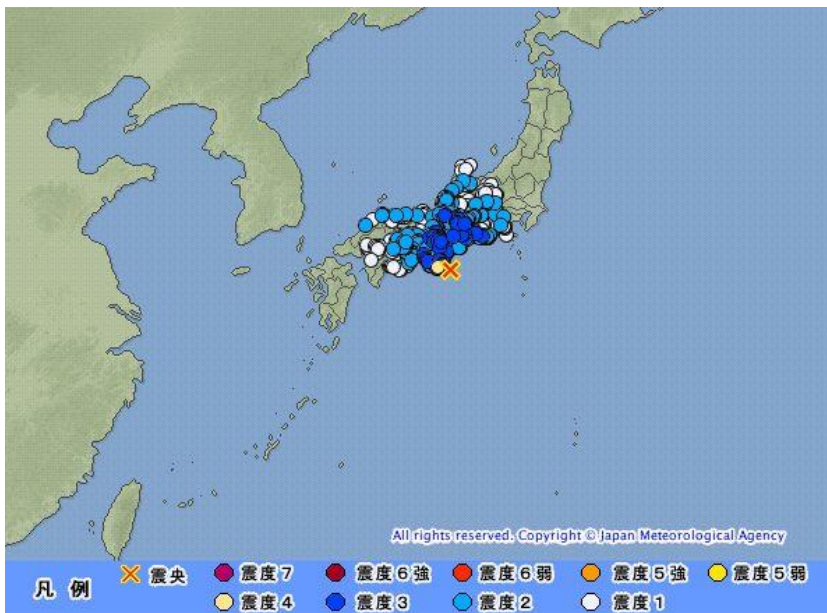 All rights reserved. Copyright © Japan Meteorological Agency
凡 例
震央 震度7 震度6強 震度6弱 震度5強 震度5弱
震度4 震度3 震度2 震度1